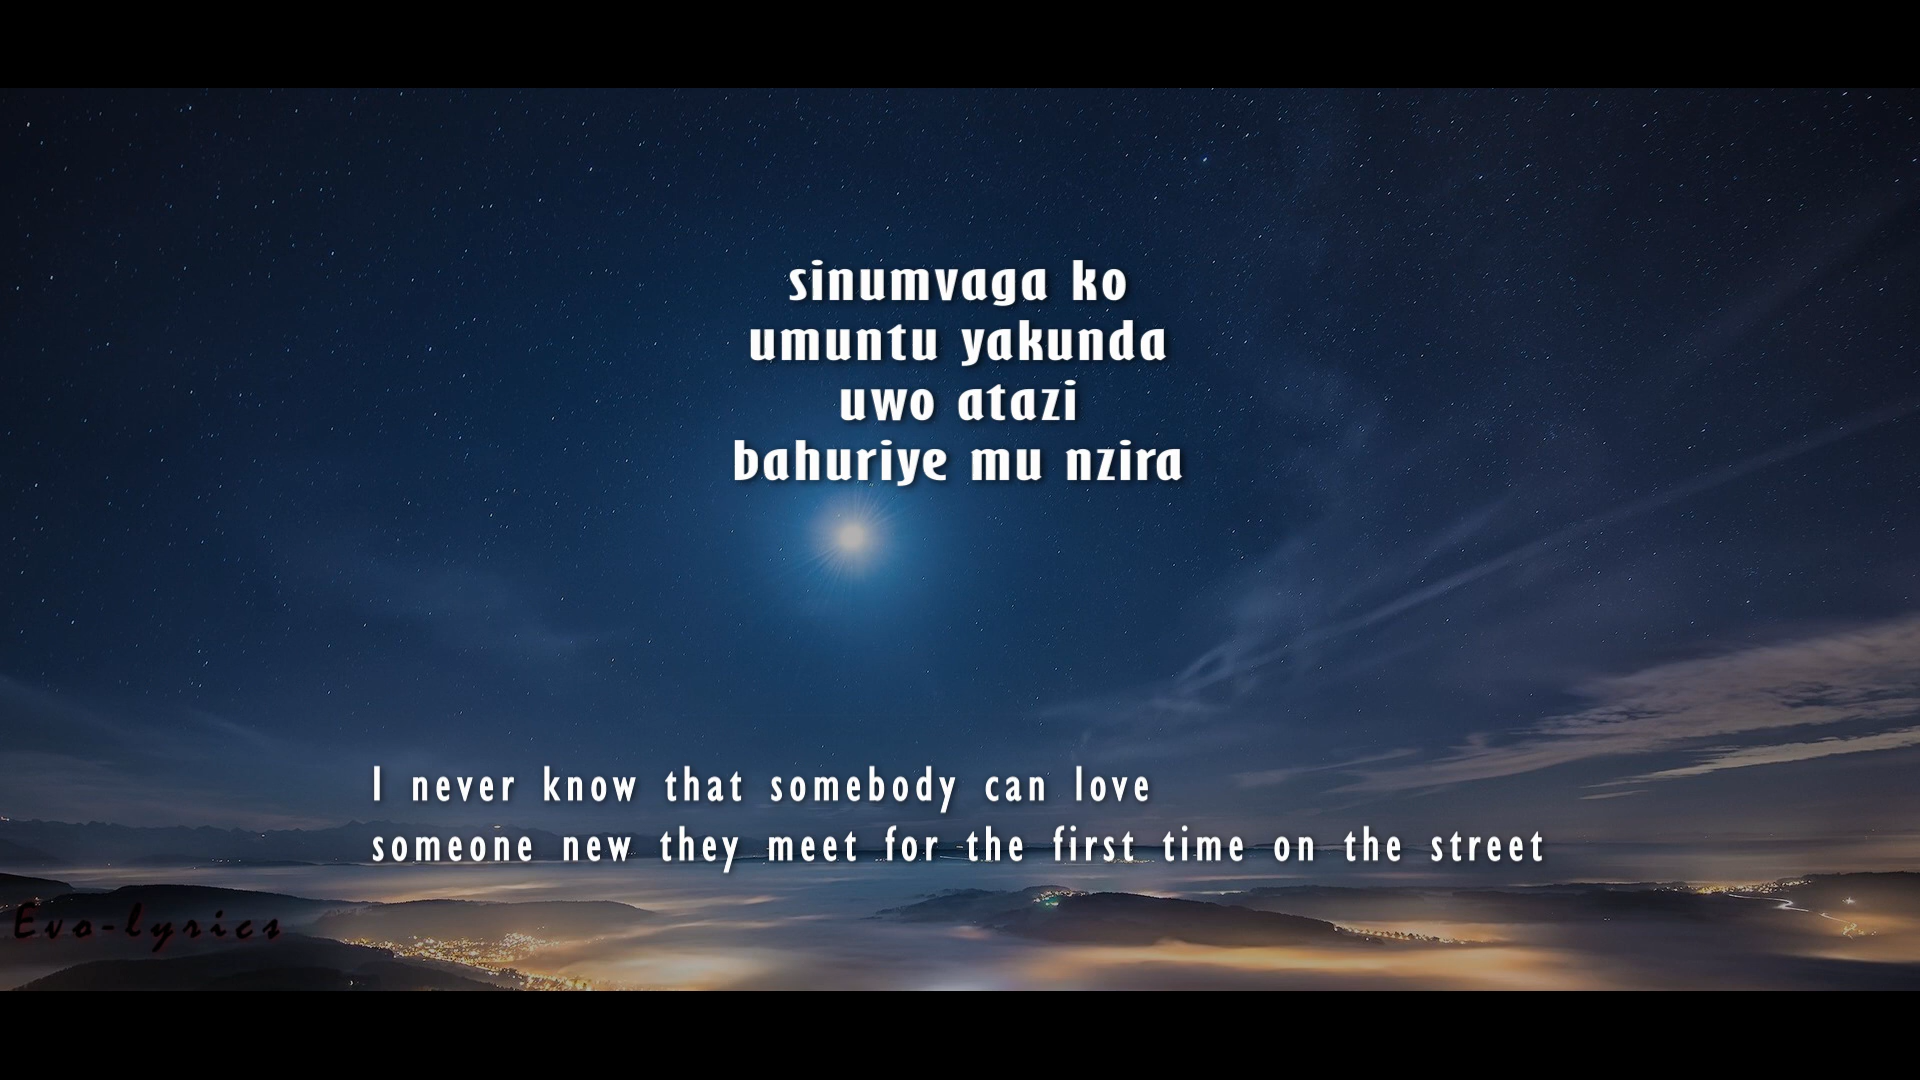 sinumvaga ko
umuntu yakunda
uwo atazi
bahuriye mu nzira
I never know that somebody can love
someone new they meet for the first time on the street
Evo-lyrics